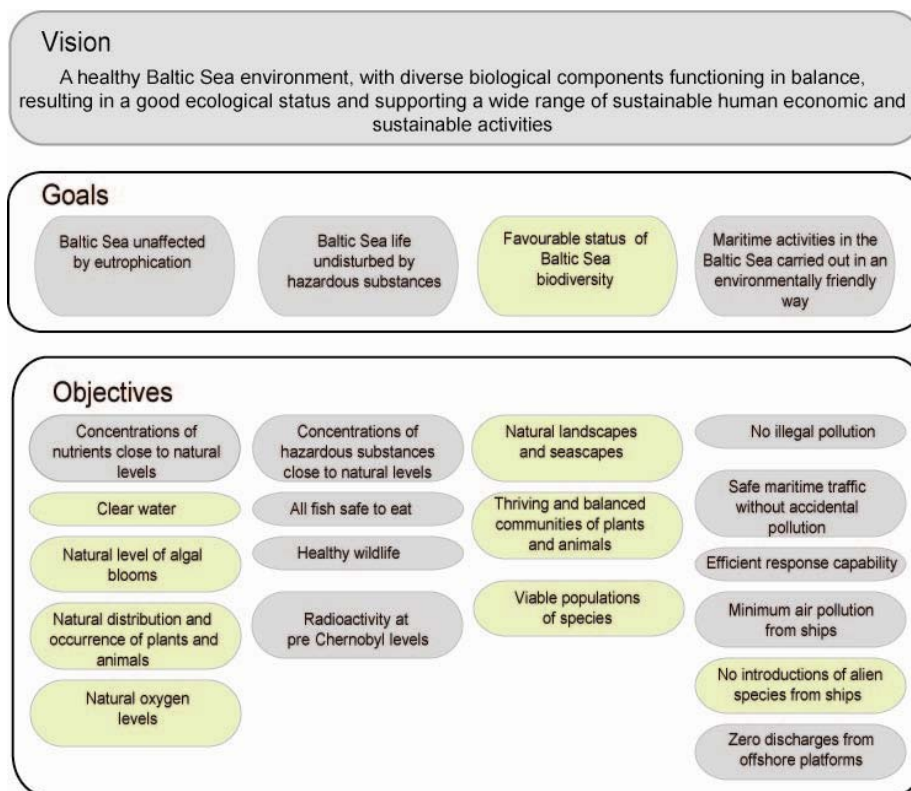 Vision
A healthy Baltic Sea environment, with diverse biological components functioning in balance,
resulting in a good ecological status and supporting a wide range of sustainable human economic and
sustainable activities
Goals
Baltic Sea unaffected
by eutrophication
Baltic Sea life
undisturbed by
hazardous substances
Favourable status of
Baltic Sea
biodiversity
Maritime activities in the
Baltic Sea carried out in an
environmentally friendly
way
Objectives
Concentrations of
nutrients close to natural
levels
Clear water
Natural level of algal
blooms
Natural distribution and
occurrence of plants and
animals
Natural oxygen
levels
Concentrations of
hazardous substances
close to natural levels
All fish safe to eat
Healthy wildlife
Radioactivity at
pre Chernobyl levels
Natural landscapes
and seascapes
Thriving and balanced
communities of plants
and animals
Viable populations
of species
No illegal pollution
Safe maritime traffic
without accidental
pollution
Efficient response capability
Minimum air pollution
from ships
No introductions of alien
species from ships
Zero discharges from
offshore platforms